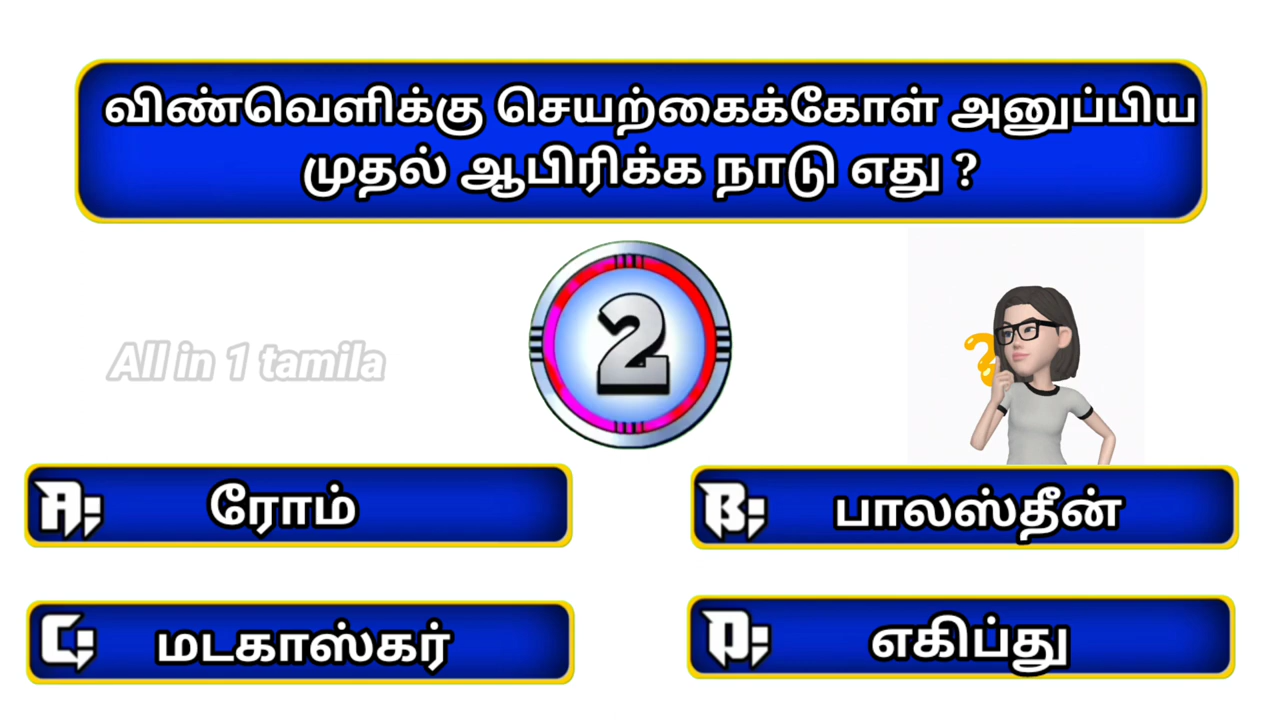 விண்வெளிக்கு செயற்கைக்கோள் அனுப்பிய
முதல் ஆபிரிக்க நாடு எது ?
2
All in 1 tamila
A; ரோம்
B; பாலஸ்தீன்
C; மடகாஸ்கர்
D; எகிப்து